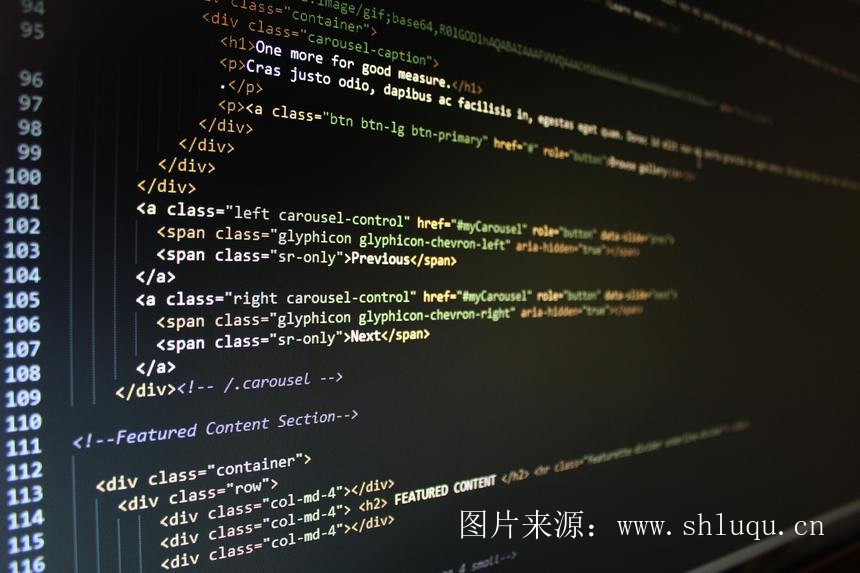 94
95
96
97
98
99
100
101
102
103
104
105
106
107
108
109
110
111
112
113
114
115
116
image/gif;base64,
class="container">
<div class="carousel-caption">
<h1>One more for good measure.</h1>
<p>Cras justo odio, dapibus ac facilisis in, egestas eget quam.
.</p>
<p><a class="btn btn-lg btn-primary" href="#" role="button">Browse gallery
</div>
</div>
</div>
</div>
<a class="left carousel-control" href="#myCarousel" role="button" data-slide="prev">
<span class="glyphicon glyphicon-chevron-left" aria-hidden="true"></span>
<span class="sr-only">Previous</span>
</a>
<a class="right carousel-control" href="#myCarousel" role="button" data-slide="next">
<span class="glyphicon glyphicon-chevron-right" aria-hidden="true"></span>
<span class="sr-only">Next</span>
</a>
</div><!-- /.carousel -->
<!--Featured Content Section-->
<div class="container">
<div class="row">
<div class="col-md-4"></div>
<div class="col-md-4"> <h2> FEATURED CONTENT </h2> <hr class="featurette-divider
<div class="col-md-4"></div>
4 small-->
图片来源：www.shluqu.cn